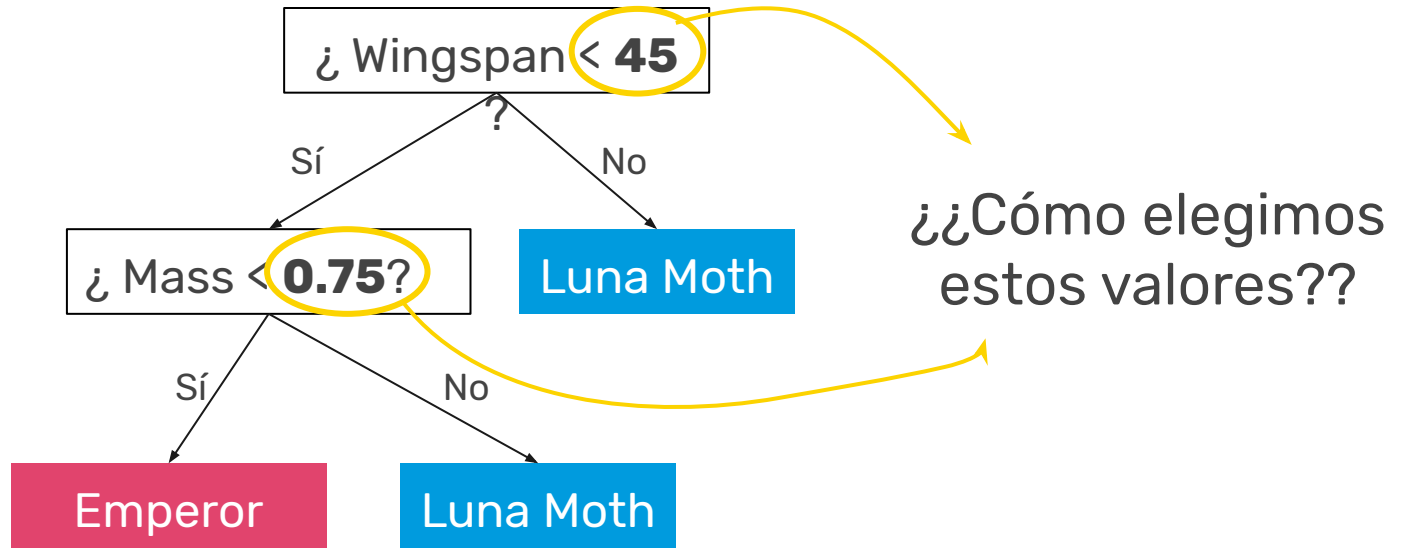 ¿ Wingspan < 45
?
Sí
No
¿ Mass < 0.75?
Luna Moth
¿¿Cómo elegimos
estos valores??
Sí
No
Emperor
Luna Moth